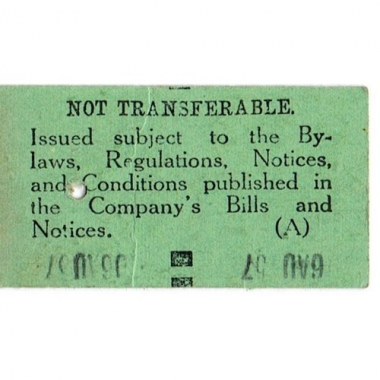 NOT TRANSFERABLE.
Issued subject to the By-
laws, Regulations, Notices,
and Conditions published in
the Company's Bills and
Notices. (A)